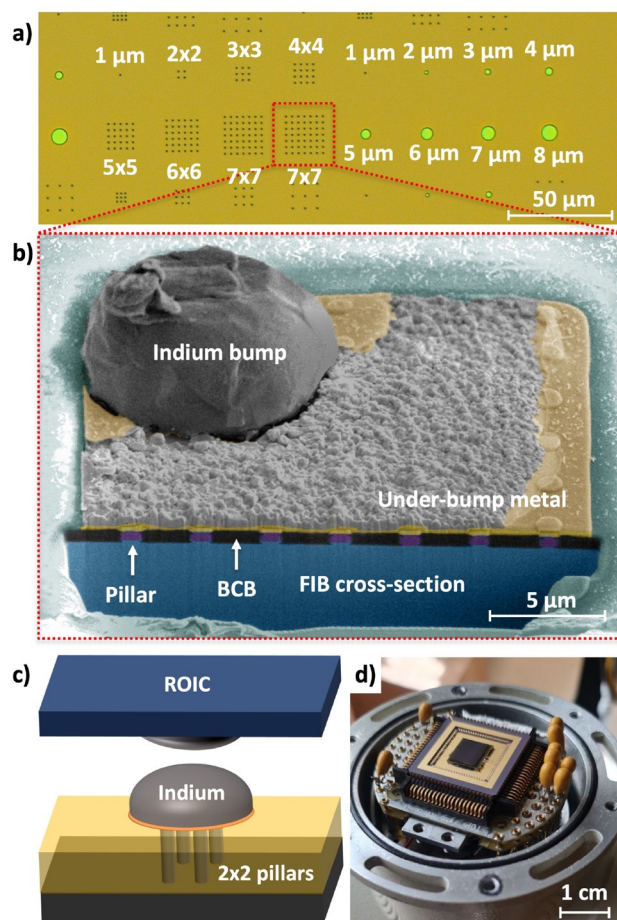 a)
1 µm 2x2 3x3 4x4 1 µm 2 µm 3 µm 4 µm
5x5 6x6 7x7 7x7 5 µm 6 µm 7 µm 8 µm
50 µm
b)
Indium bump
Under-bump metal
Pillar BCB FIB cross-section
5 µm
c)
ROIC
Indium
2x2 pillars
d)
1 cm